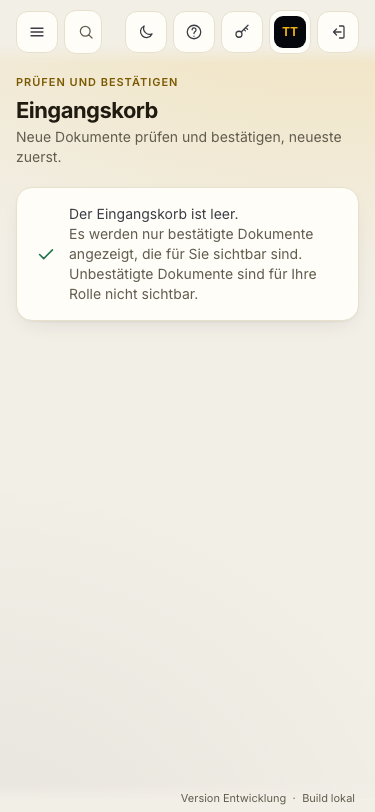 TT
PRÜFEN UND BESTÄTIGEN
Eingangskorb
Neue Dokumente prüfen und bestätigen, neueste
zuerst.
Der Eingangskorb ist leer.
Es werden nur bestätigte Dokumente
angezeigt, die für Sie sichtbar sind.
Unbestätigte Dokumente sind für Ihre
Rolle nicht sichtbar.
Version Entwicklung · Build lokal